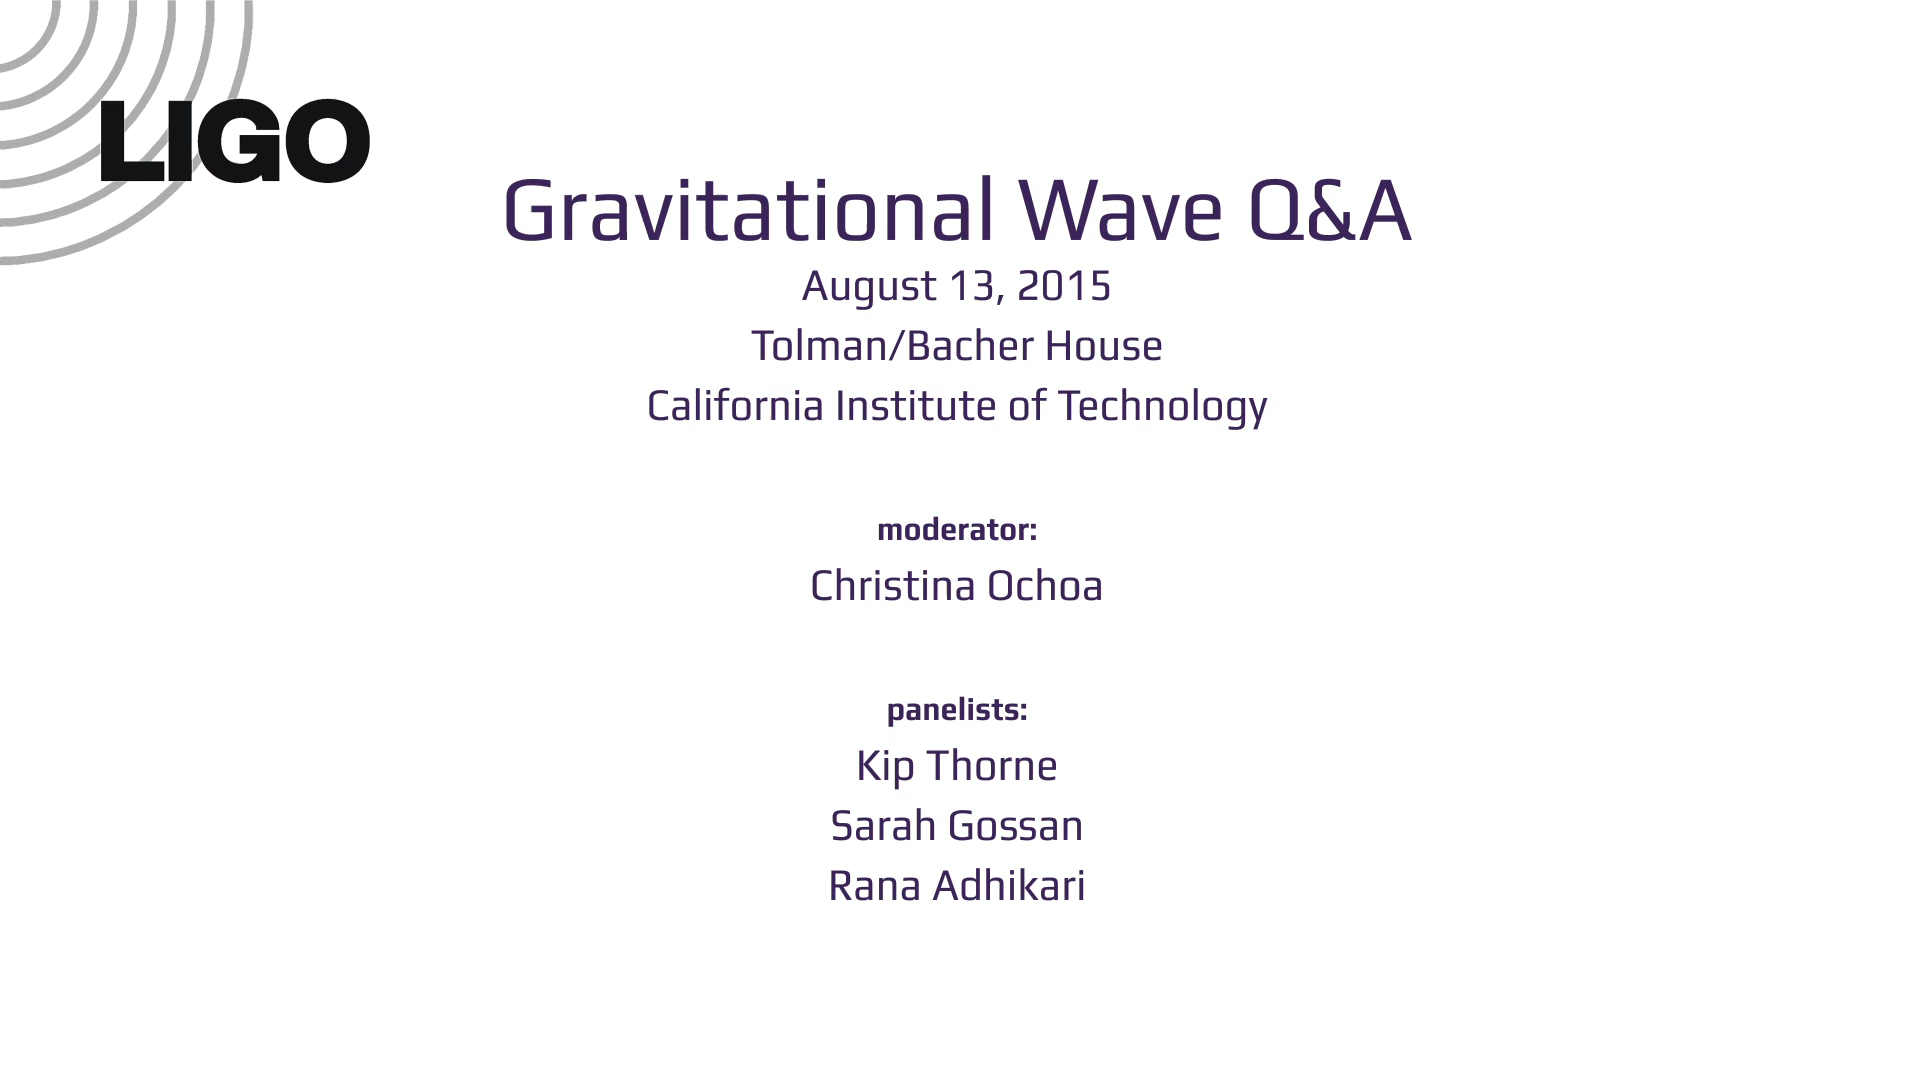 LIGO
Gravitational Wave Q&A
August 13, 2015
Tolman/Bacher House
California Institute of Technology
moderator:
Christina Ochoa
panelists:
Kip Thorne
Sarah Gossan
Rana Adhikari